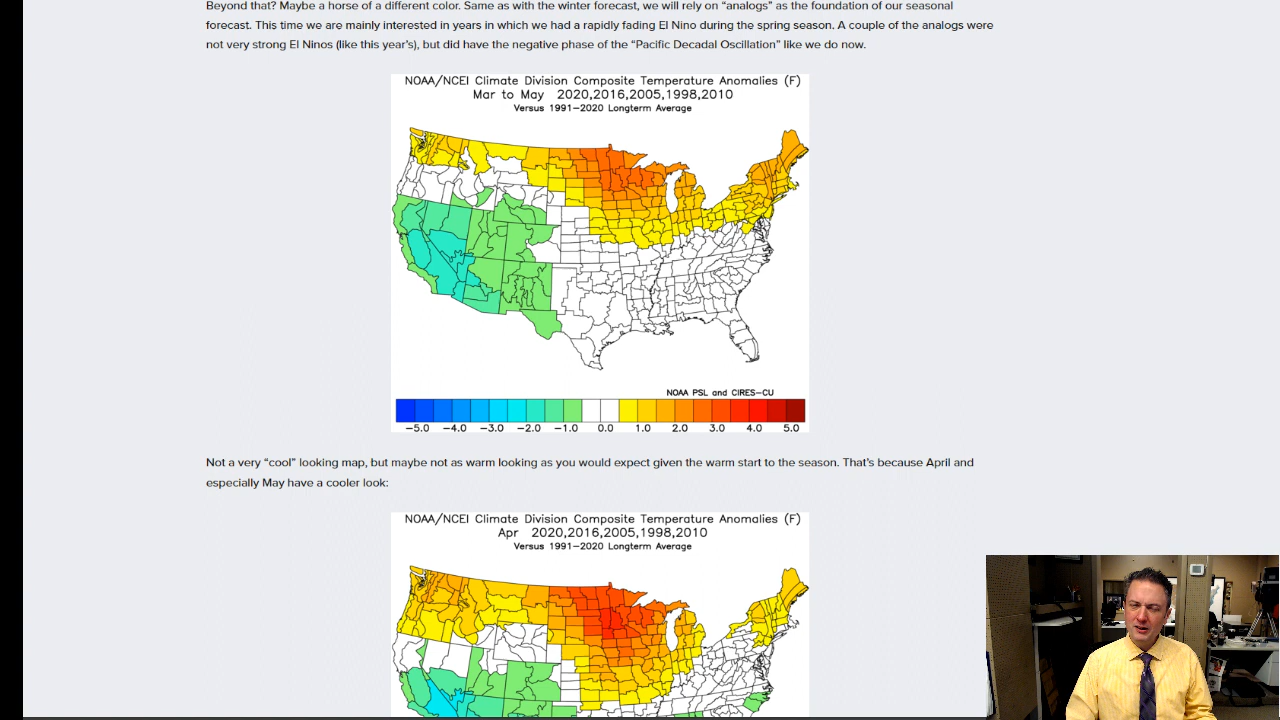 Beyond that? Maybe a horse of a different color. Same as with the winter forecast, we will rely on “analogs” as the foundation of our seasonal
forecast. This time we are mainly interested in years in which we had a rapidly fading El Nino during the spring season. A couple of the analogs were
not very strong El Ninos (like this year’s), but did have the negative phase of the “Pacific Decadal Oscillation” like we do now.
NOAA/NCEI Climate Division Composite Temperature Anomalies (F)
Mar to May 2020,2016,2005,1998,2010
Versus 1991–2020 Longterm Average
NOAA PSL and CIRES–CU
–5.0 –4.0 –3.0 –2.0 –1.0 0.0 1.0 2.0 3.0 4.0 5.0
Not a very “cool” looking map, but maybe not as warm looking as you would expect given the warm start to the season. That’s because April and
especially May have a cooler look:
NOAA/NCEI Climate Division Composite Temperature Anomalies (F)
Apr 2020,2016,2005,1998,2010
Versus 1991–2020 Longterm Average